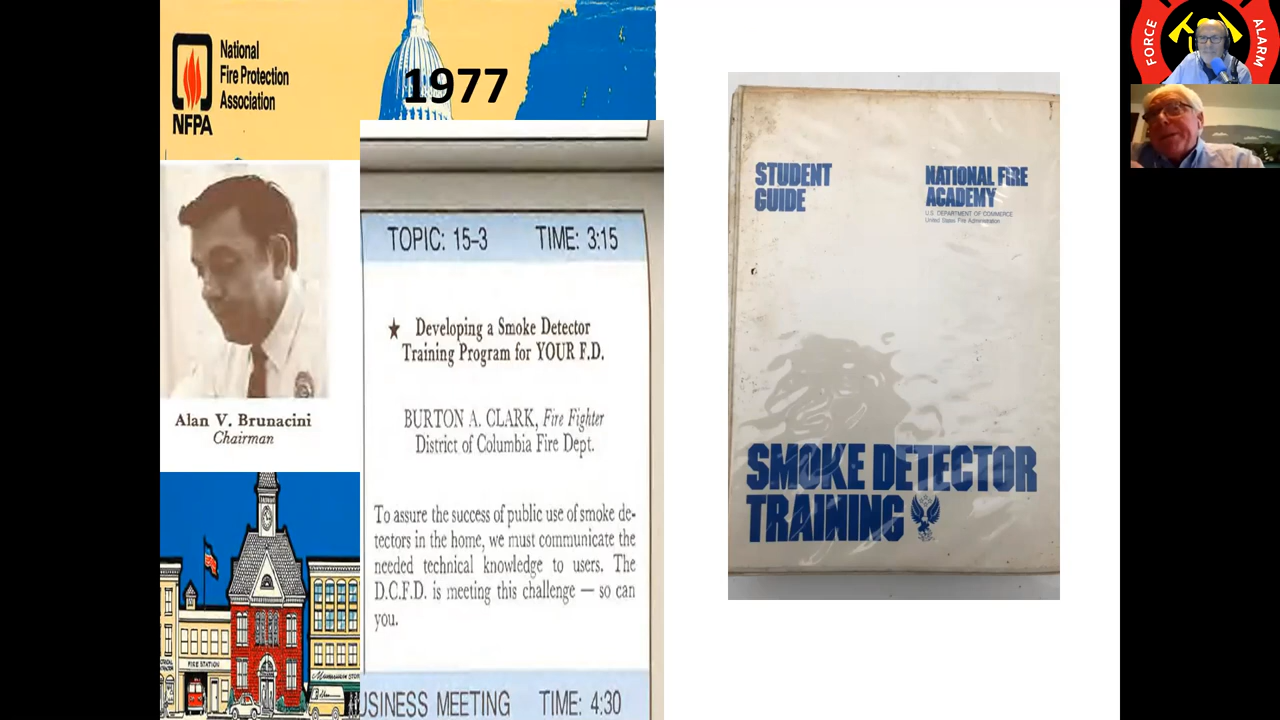 National
Fire Protection
Association
NFPA
1977
Alan V. Brunacini
Chairman
FIRE STATION
TOPIC: 15-3 TIME: 3:15
★ Developing a Smoke Detector
Training Program for YOUR F.D.
BURTON A. CLARK, Fire Fighter
District of Columbia Fire Dept.
To assure the success of public use of smoke de-
tectors in the home, we must communicate the
needed technical knowledge to users. The
D.C.F.D. is meeting this challenge — so can
you.
USINESS MEETING TIME: 4:30
STUDENT
GUIDE
NATIONAL FIRE
ACADEMY
U.S. DEPARTMENT OF COMMERCE
United States Fire Administration
SMOKE DETECTOR
TRAINING
FORCE
ALARM